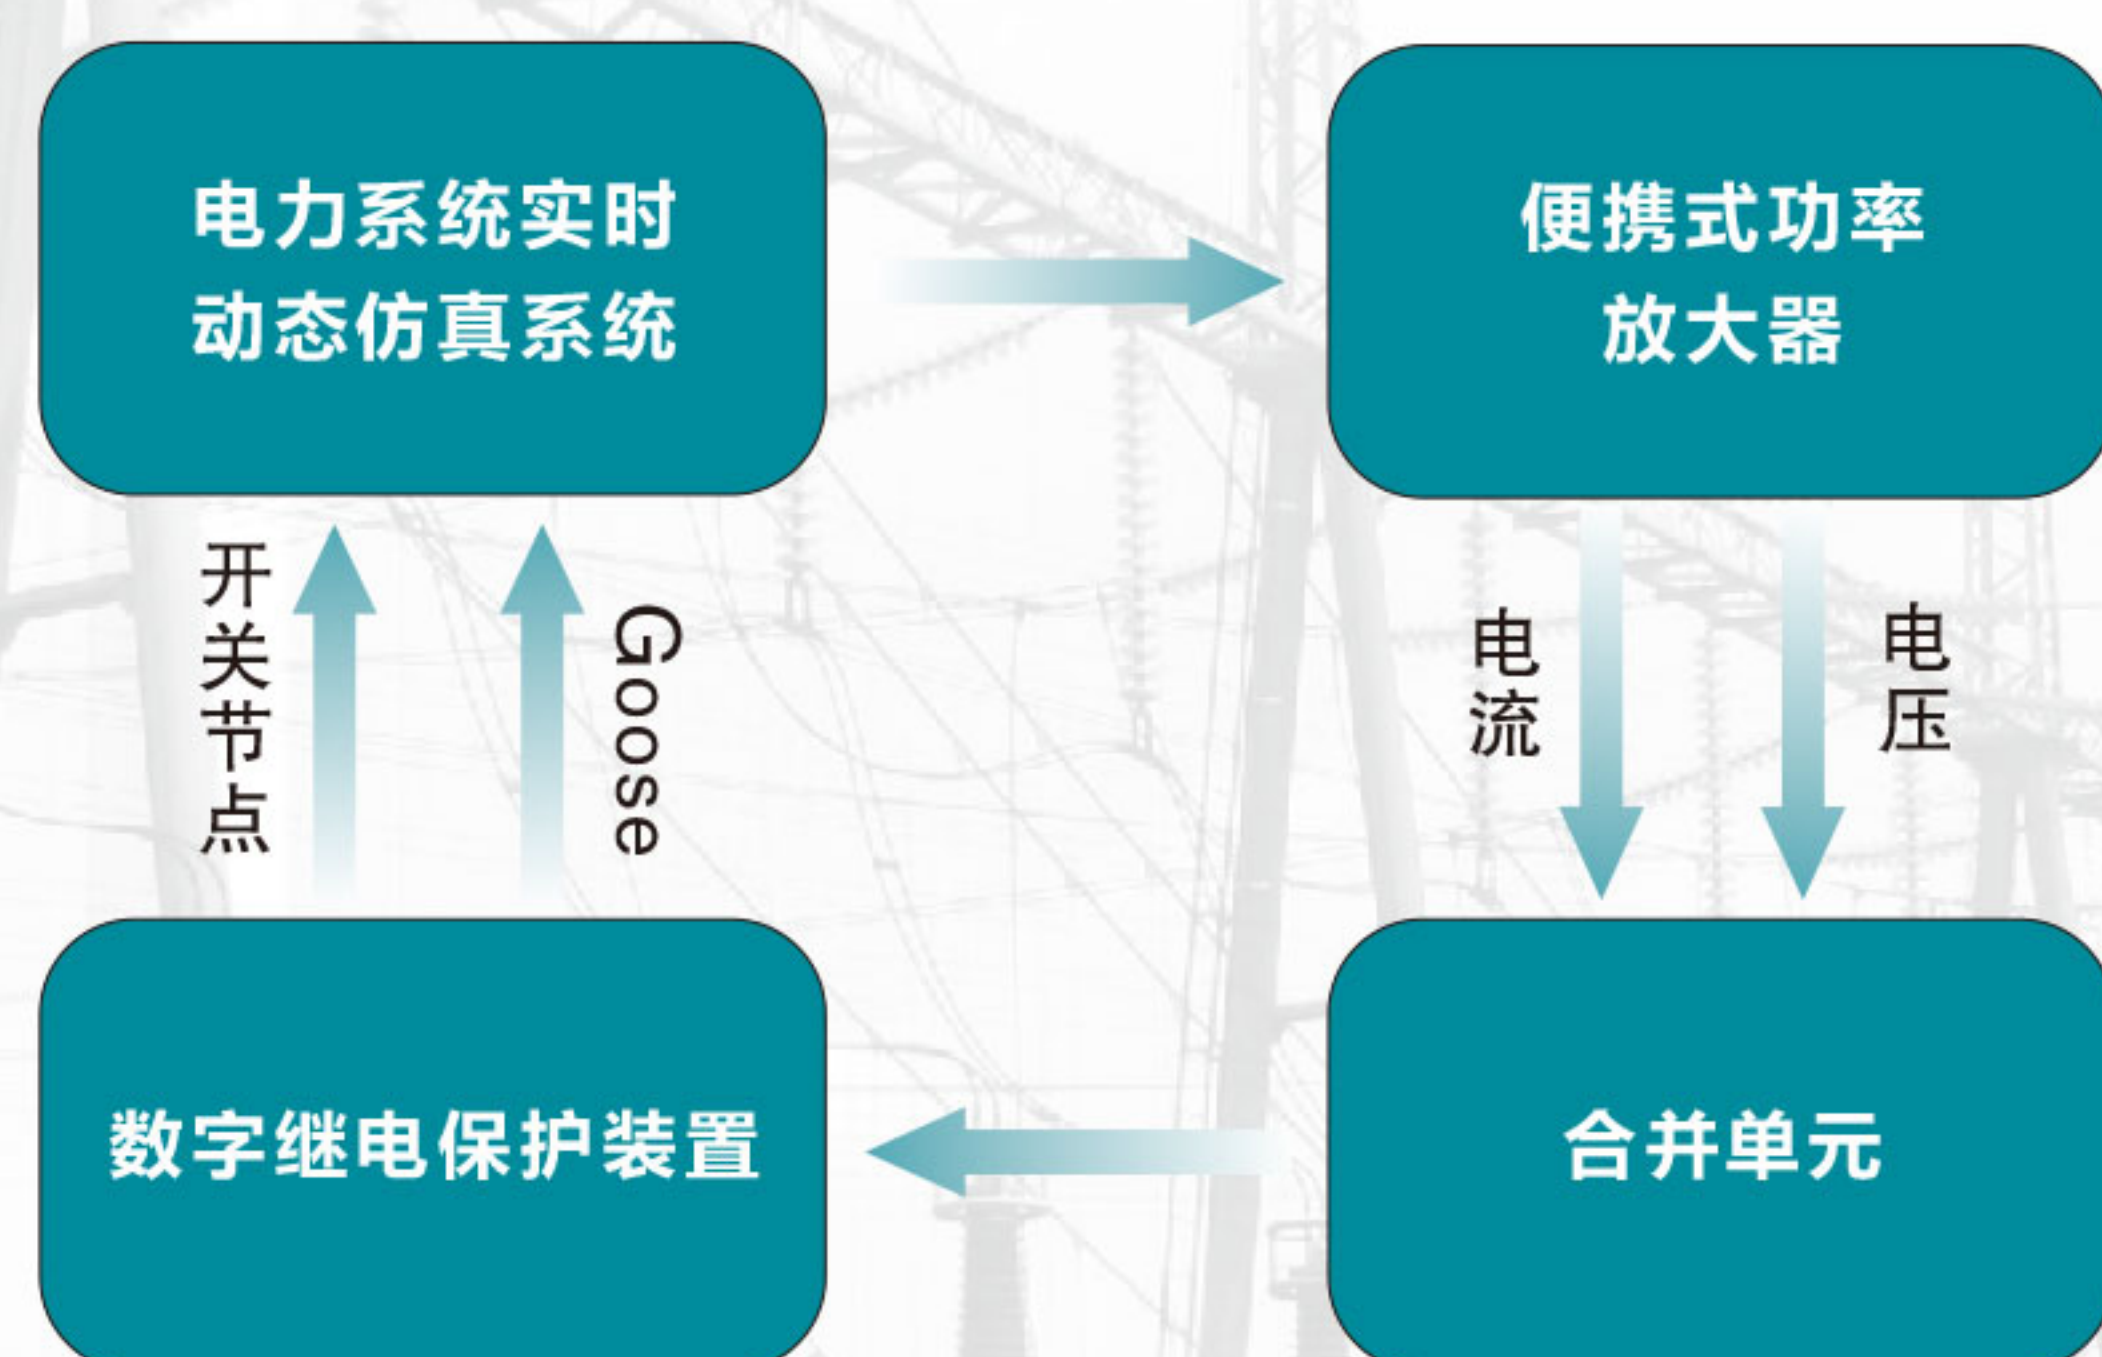 电力系统实时
动态仿真系统
便携式功率
放大器
开关节点
Goose
电流
电压
数字继电保护装置
合并单元